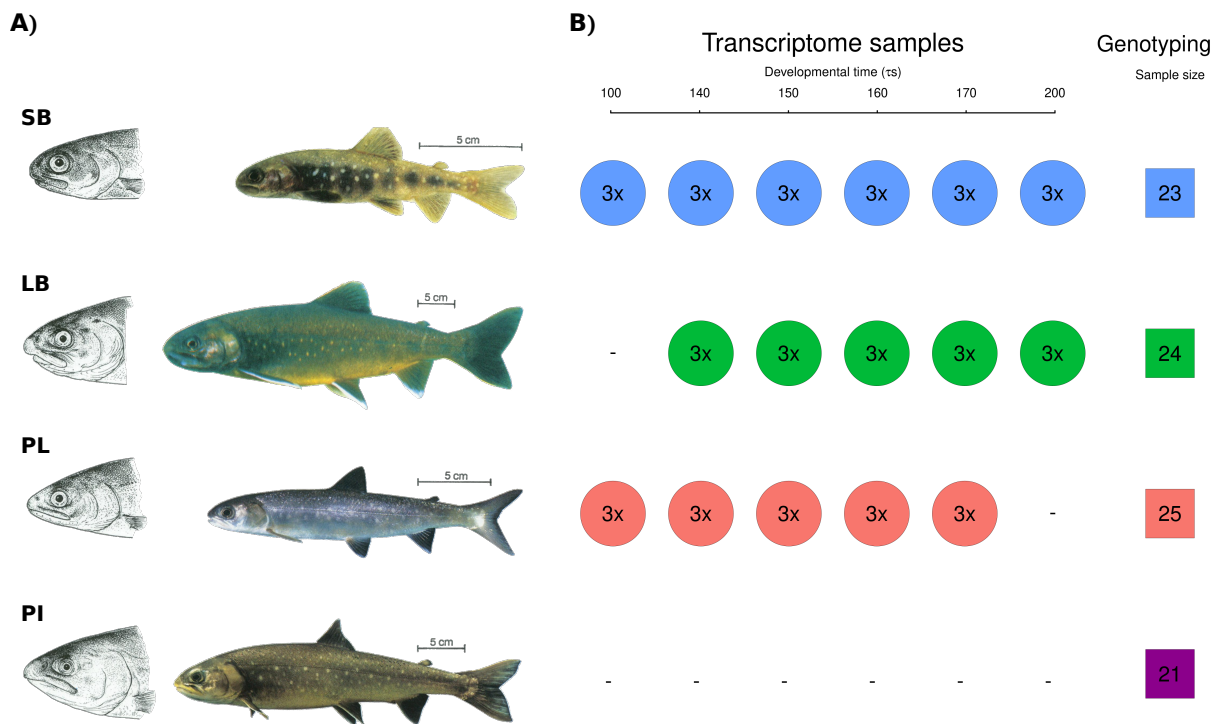 A)
B)
Transcriptome samples
Genotyping
Developmental time (τs)
Sample size
100 140 150 160 170 200
SB
5 cm
3x 3x 3x 3x 3x 3x 23
LB
5 cm
- 3x 3x 3x 3x 3x 24
PL
5 cm
3x 3x 3x 3x 3x - 25
PI
5 cm
- - - - - - 21